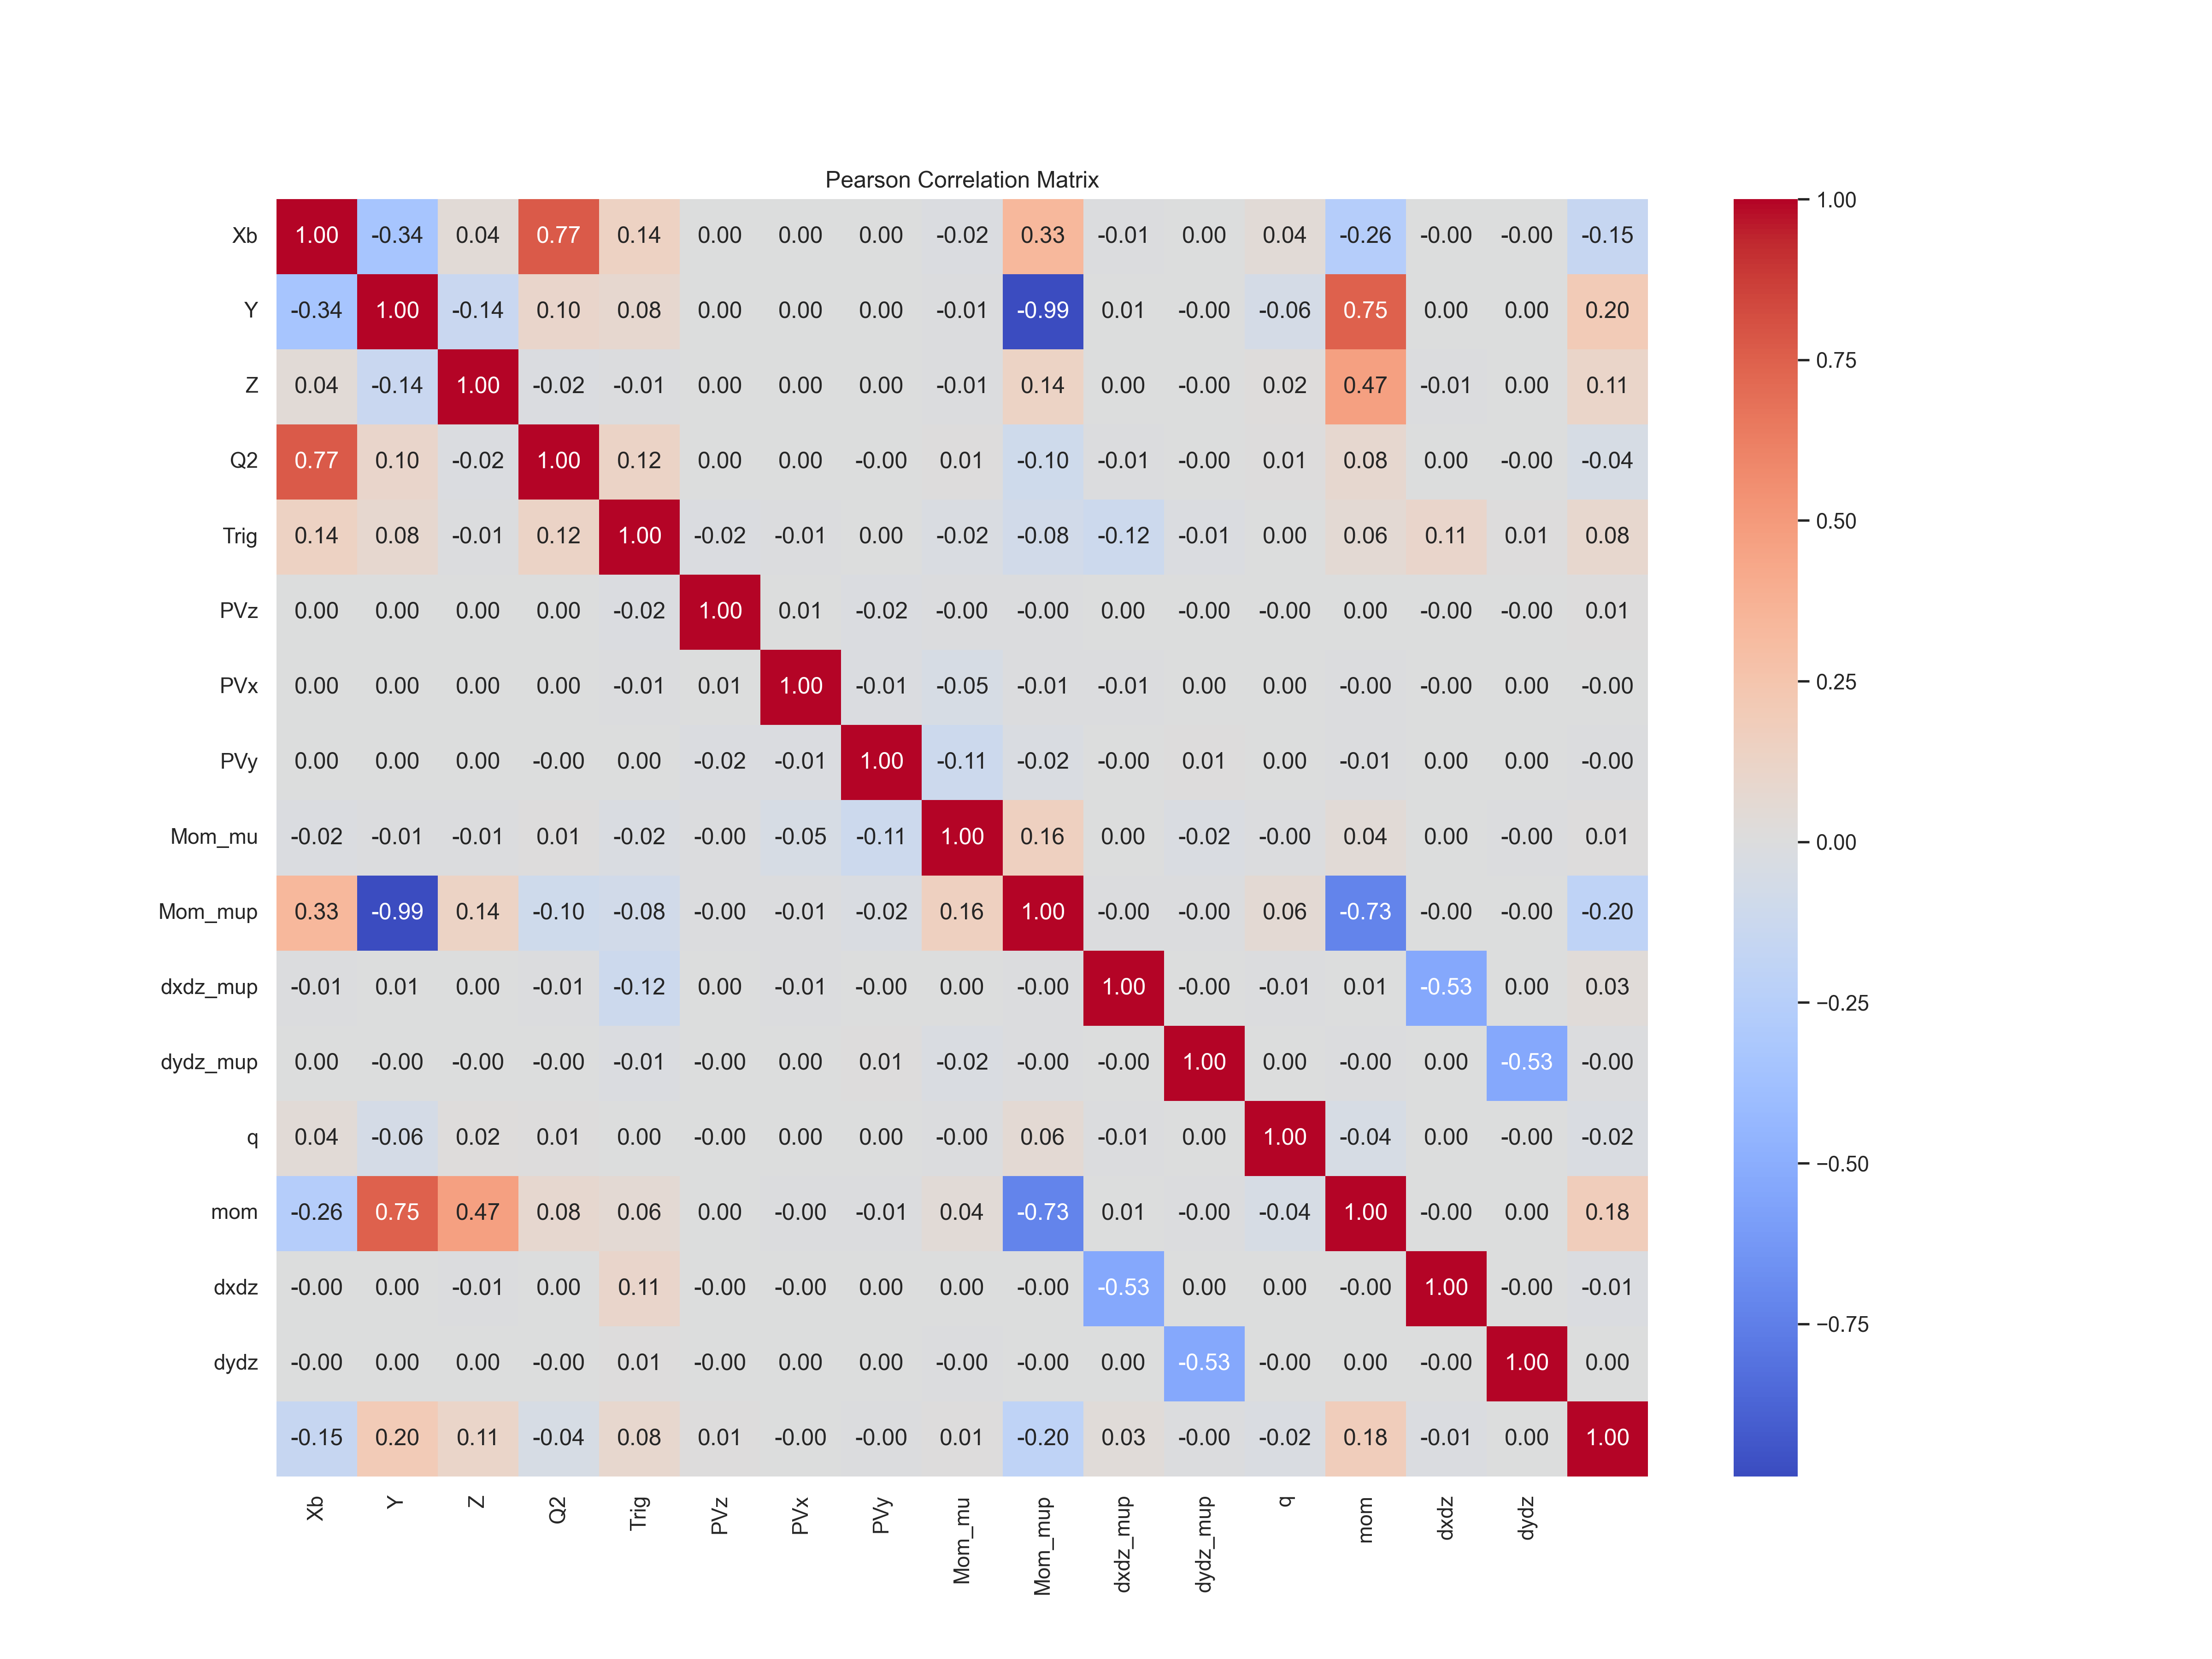 Pearson Correlation Matrix
Xb 1.00 -0.34 0.04 0.77 0.14 0.00 0.00 0.00 -0.02 0.33 -0.01 0.00 0.04 -0.26 -0.00 -0.00 -0.15
Y -0.34 1.00 -0.14 0.10 0.08 0.00 0.00 0.00 -0.01 -0.99 0.01 -0.00 -0.06 0.75 0.00 0.00 0.20
Z 0.04 -0.14 1.00 -0.02 -0.01 0.00 0.00 0.00 -0.01 0.14 0.00 -0.00 0.02 0.47 -0.01 0.00 0.11
Q2 0.77 0.10 -0.02 1.00 0.12 0.00 0.00 -0.00 0.01 -0.10 -0.01 -0.00 0.01 0.08 0.00 -0.00 -0.04
Trig 0.14 0.08 -0.01 0.12 1.00 -0.02 -0.01 0.00 -0.02 -0.08 -0.12 -0.01 0.00 0.06 0.11 0.01 0.08
PVz 0.00 0.00 0.00 0.00 -0.02 1.00 0.01 -0.02 -0.00 -0.00 0.00 -0.00 -0.00 0.00 -0.00 -0.00 0.01
PVx 0.00 0.00 0.00 0.00 -0.01 0.01 1.00 -0.01 -0.05 -0.01 -0.01 0.00 0.00 -0.00 -0.00 0.00 -0.00
PVy 0.00 0.00 0.00 -0.00 0.00 -0.02 -0.01 1.00 -0.11 -0.02 -0.00 0.01 0.00 -0.01 0.00 0.00 -0.00
Mom_mu -0.02 -0.01 -0.01 0.01 -0.02 -0.00 -0.05 -0.11 1.00 0.16 0.00 -0.02 -0.00 0.04 0.00 -0.00 0.01
Mom_mup 0.33 -0.99 0.14 -0.10 -0.08 -0.00 -0.01 -0.02 0.16 1.00 -0.00 -0.00 0.06 -0.73 -0.00 -0.00 -0.20
dxdz_mup -0.01 0.01 0.00 -0.01 -0.12 0.00 -0.01 -0.00 0.00 -0.00 1.00 -0.00 -0.01 0.01 -0.53 0.00 0.03
dydz_mup 0.00 -0.00 -0.00 -0.00 -0.01 -0.00 0.00 0.01 -0.02 -0.00 -0.00 1.00 0.00 -0.00 0.00 -0.53 -0.00
q 0.04 -0.06 0.02 0.01 0.00 -0.00 0.00 0.00 -0.00 0.06 -0.01 0.00 1.00 -0.04 0.00 -0.00 -0.02
mom -0.26 0.75 0.47 0.08 0.06 0.00 -0.00 -0.01 0.04 -0.73 0.01 -0.00 -0.04 1.00 -0.00 0.00 0.18
dxdz -0.00 0.00 -0.01 0.00 0.11 -0.00 -0.00 0.00 0.00 -0.00 -0.53 0.00 0.00 -0.00 1.00 -0.00 -0.01
dydz -0.00 0.00 0.00 -0.00 0.01 -0.00 0.00 0.00 -0.00 -0.00 0.00 -0.53 -0.00 0.00 -0.00 1.00 0.00
-0.15 0.20 0.11 -0.04 0.08 0.01 -0.00 -0.00 0.01 -0.20 0.03 -0.00 -0.02 0.18 -0.01 0.00 1.00
Xb Y Z Q2 Trig PVz PVx PVy Mom_mu Mom_mup dxdz_mup dydz_mup q mom dxdz dydz
1.00
0.75
0.50
0.25
0.00
−0.25
−0.50
−0.75